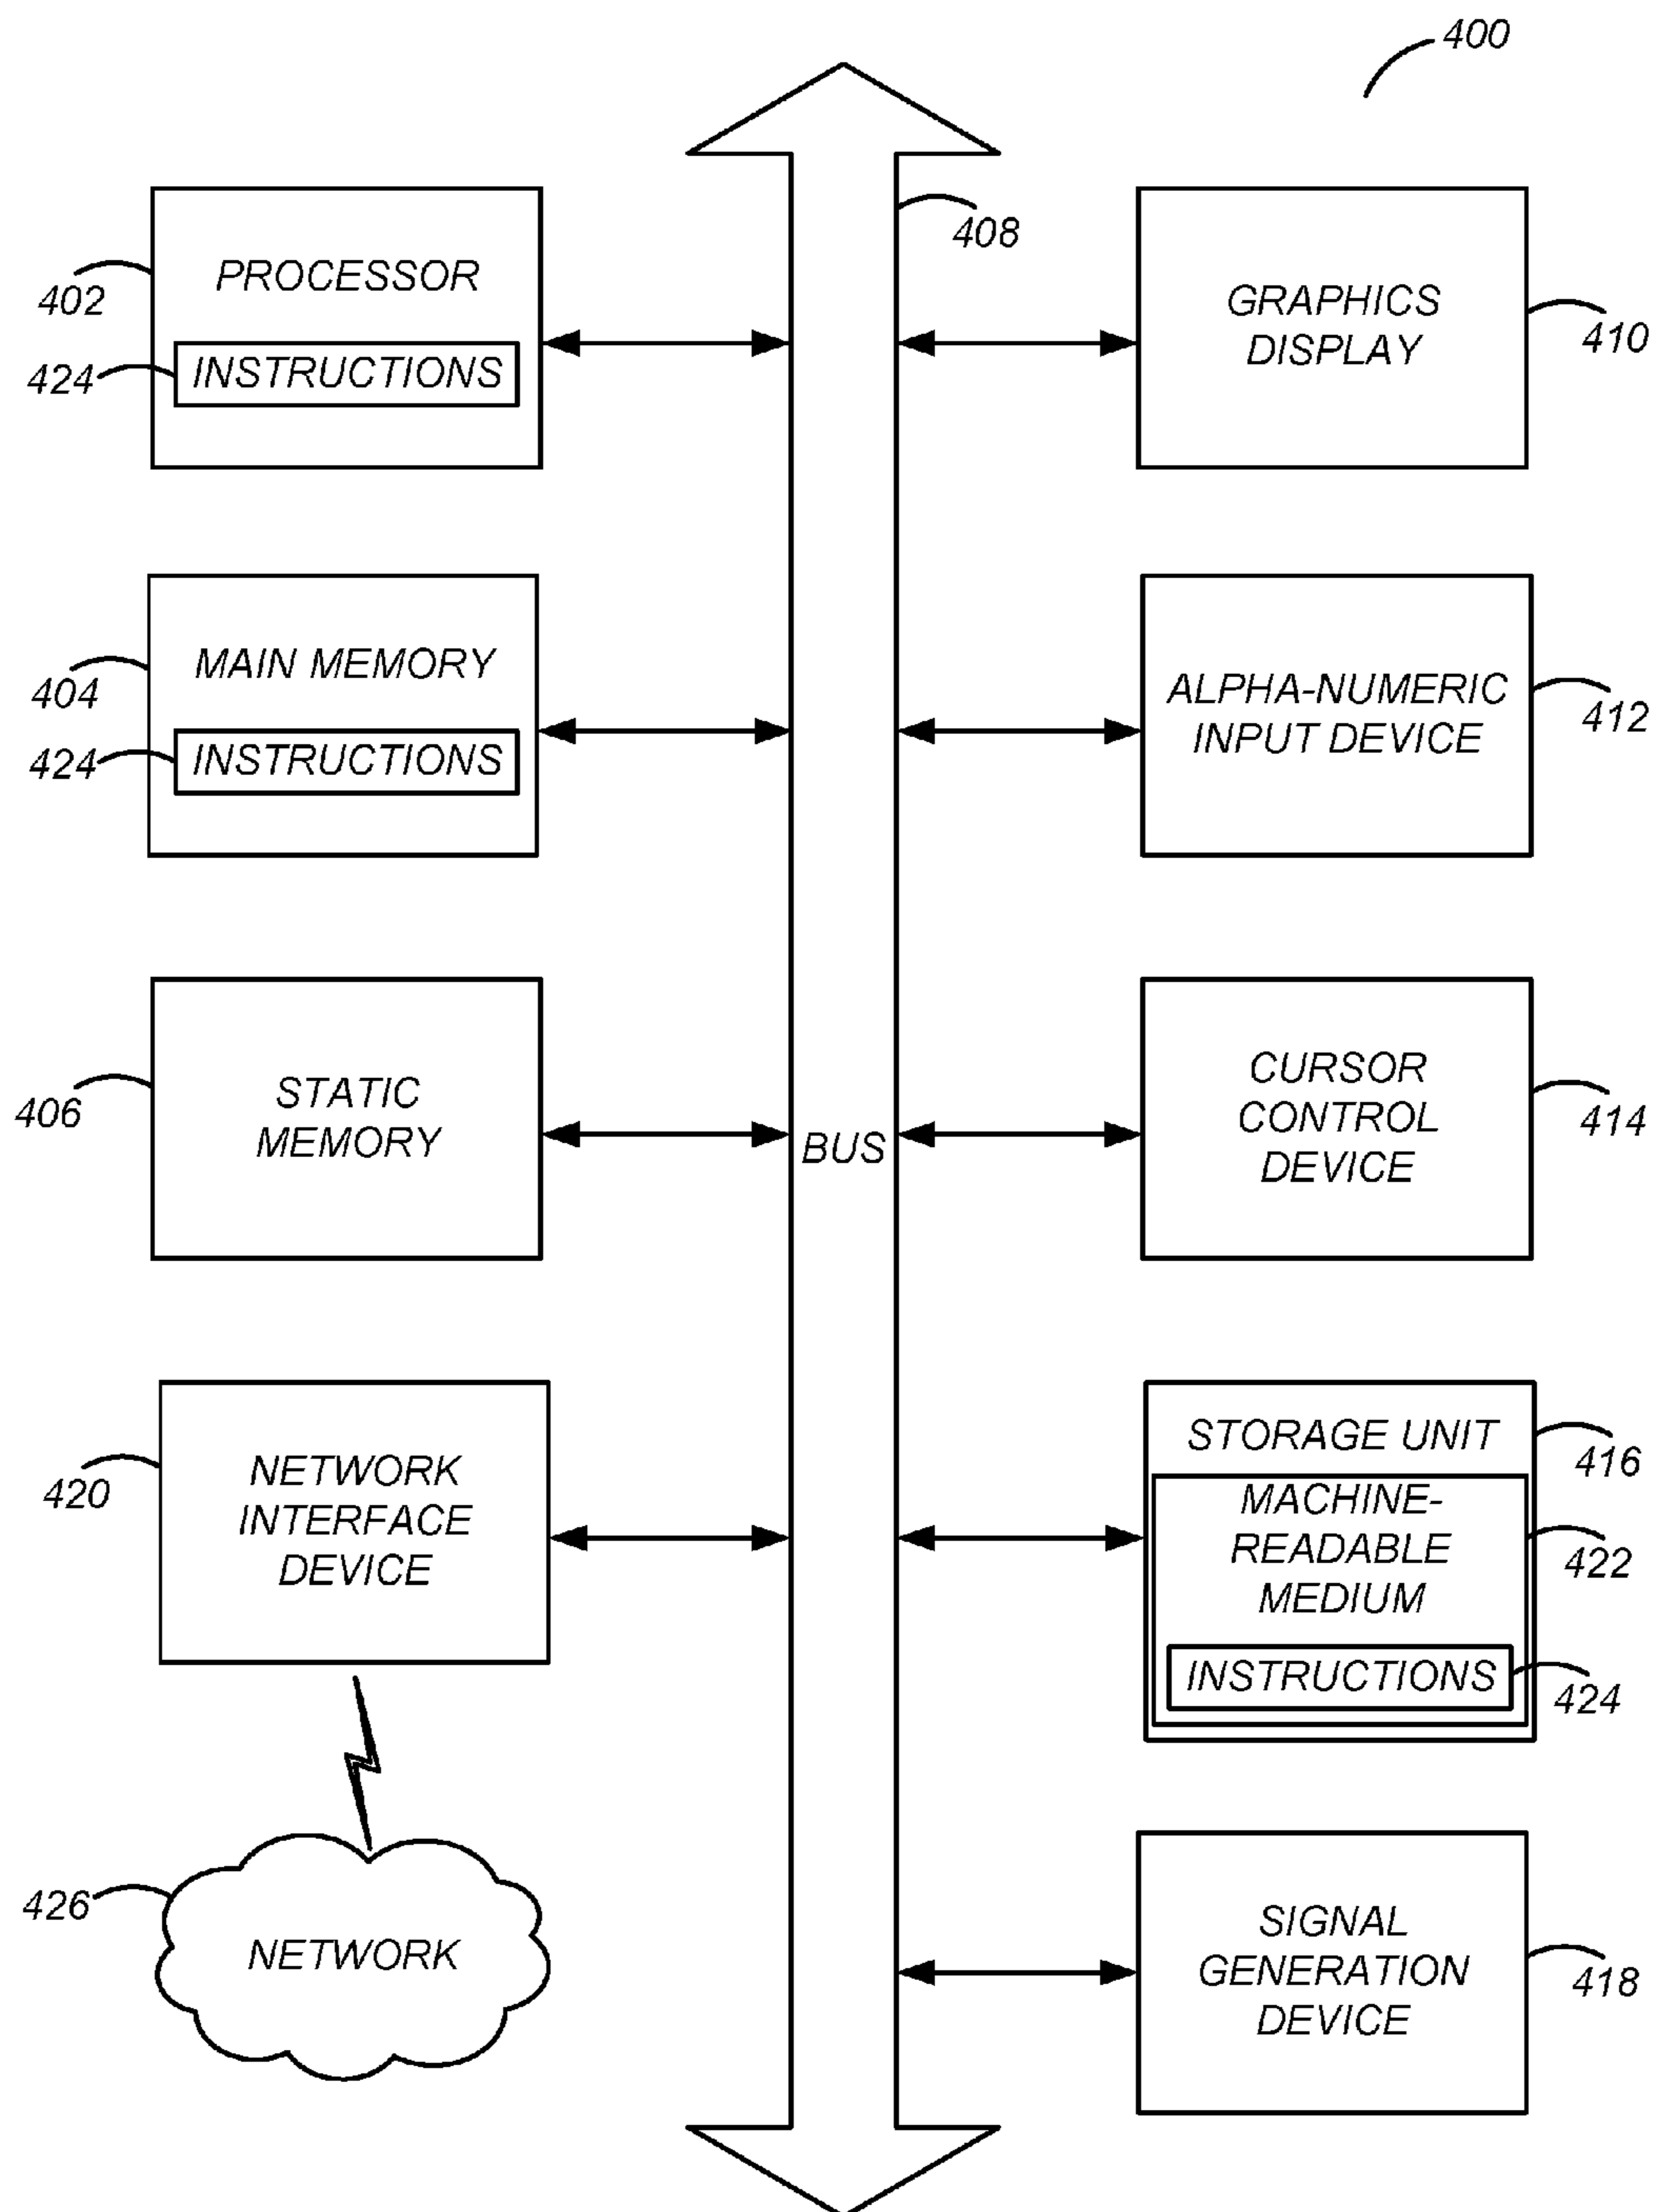 400
408
PROCESSOR
402
INSTRUCTIONS
424
GRAPHICS
DISPLAY
410
MAIN MEMORY
404
INSTRUCTIONS
424
ALPHA-NUMERIC
INPUT DEVICE
412
STATIC
MEMORY
406
BUS
CURSOR
CONTROL
DEVICE
414
NETWORK
INTERFACE
DEVICE
420
STORAGE UNIT
416
MACHINE-
READABLE
MEDIUM
422
INSTRUCTIONS
424
426
NETWORK
SIGNAL
GENERATION
DEVICE
418